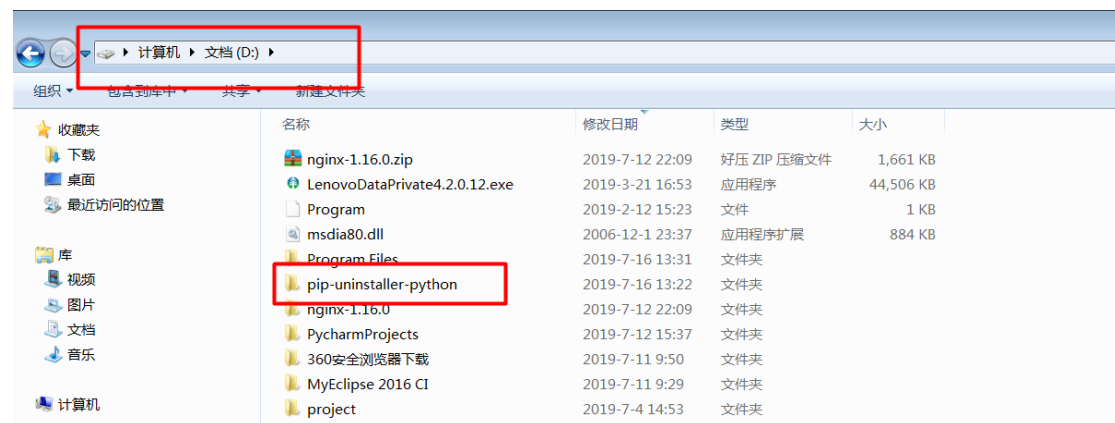 计算机 文档 (D:)
组织 包含到库中 共享 新建文件夹
收藏夹
下载
桌面
最近访问的位置
库
视频
图片
文档
音乐
计算机
名称 修改日期 类型 大小
nginx-1.16.0.zip 2019-7-12 22:09 好压 ZIP 压缩文件 1,661 KB
LenovoDataPrivate4.2.0.12.exe 2019-3-21 16:53 应用程序 44,506 KB
Program 2019-2-12 15:23 文件 1 KB
msdia80.dll 2006-12-1 23:37 应用程序扩展 884 KB
Program Files 2019-7-16 13:31 文件夹
pip-uninstaller-python 2019-7-16 13:22 文件夹
nginx-1.16.0 2019-7-12 22:09 文件夹
PycharmProjects 2019-7-12 15:37 文件夹
360安全浏览器下载 2019-7-11 9:50 文件夹
MyEclipse 2016 CI 2019-7-11 9:29 文件夹
project 2019-7-4 14:53 文件夹